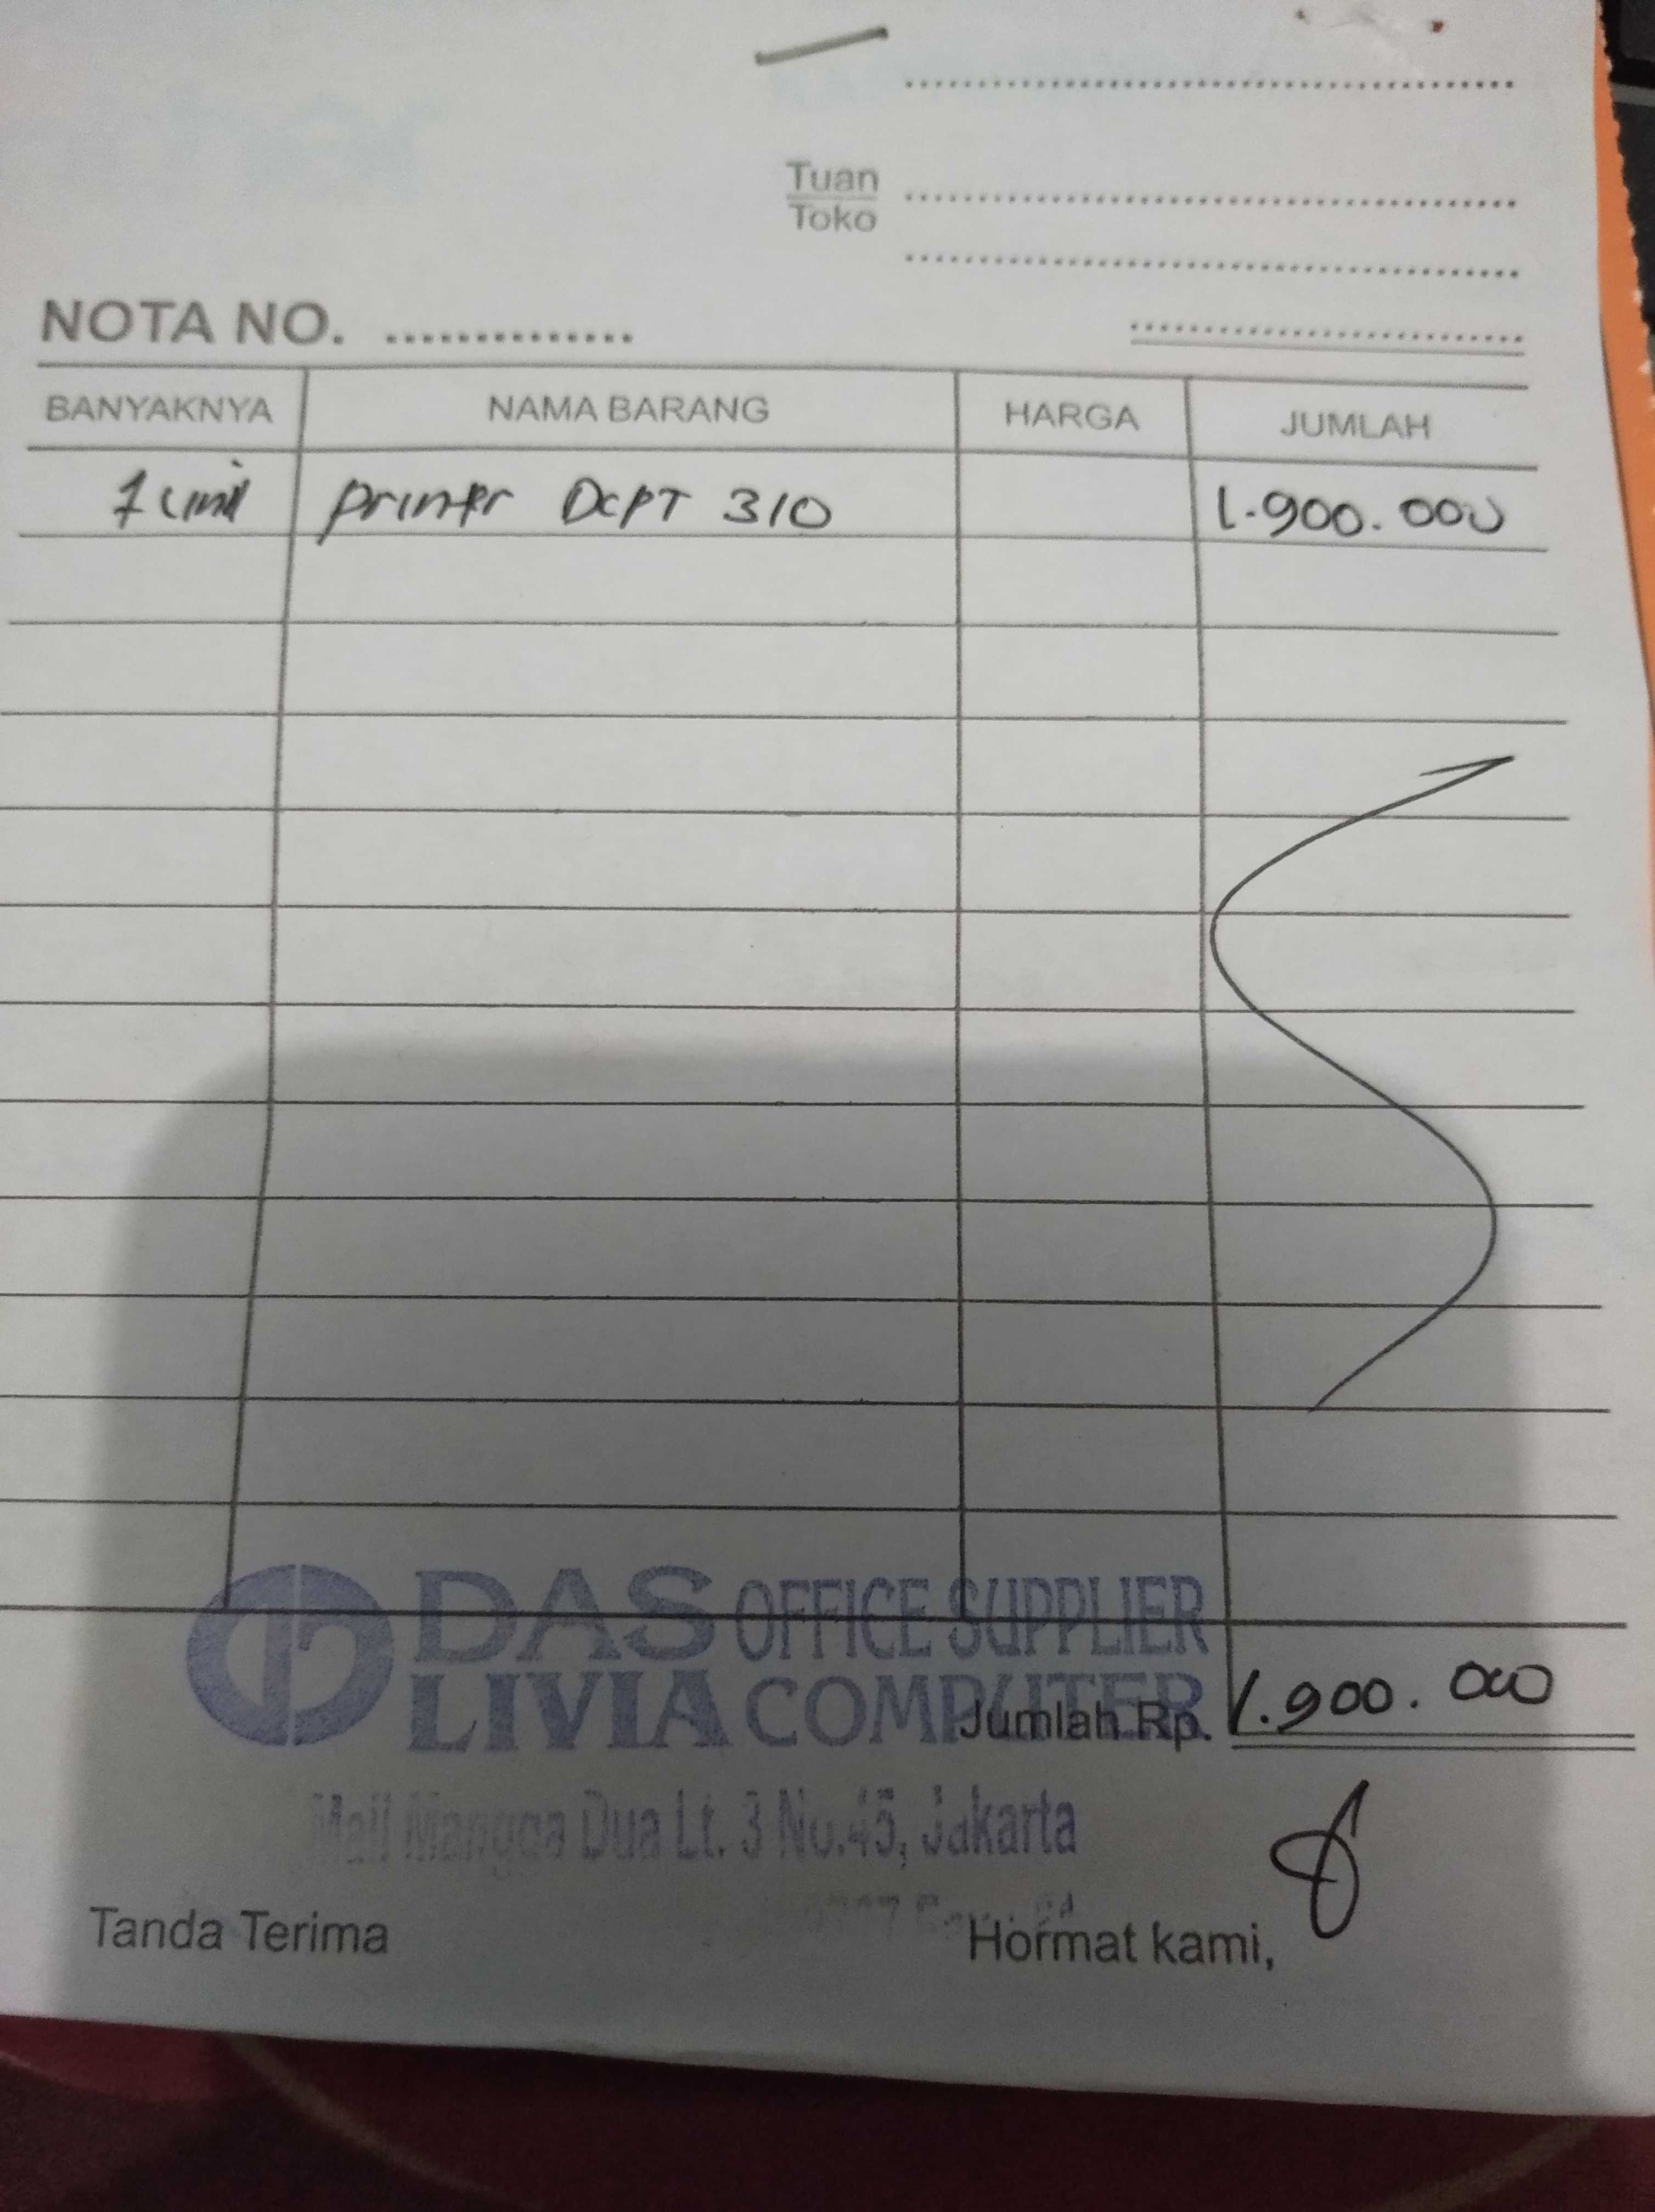 Tuan
Toko
NOTA NO.
BANYAKNYA NAMA BARANG HARGA JUMLAH
1 unit printer DCPT 310 1.900.000
DAS OFFICE SUPPLIER
LIVIA COMPUTER
Jumlah Rp. 1.900.000
Mall Mangga Dua Lt. 3 No.45, Jakarta
Tanda Terima Hormat kami,